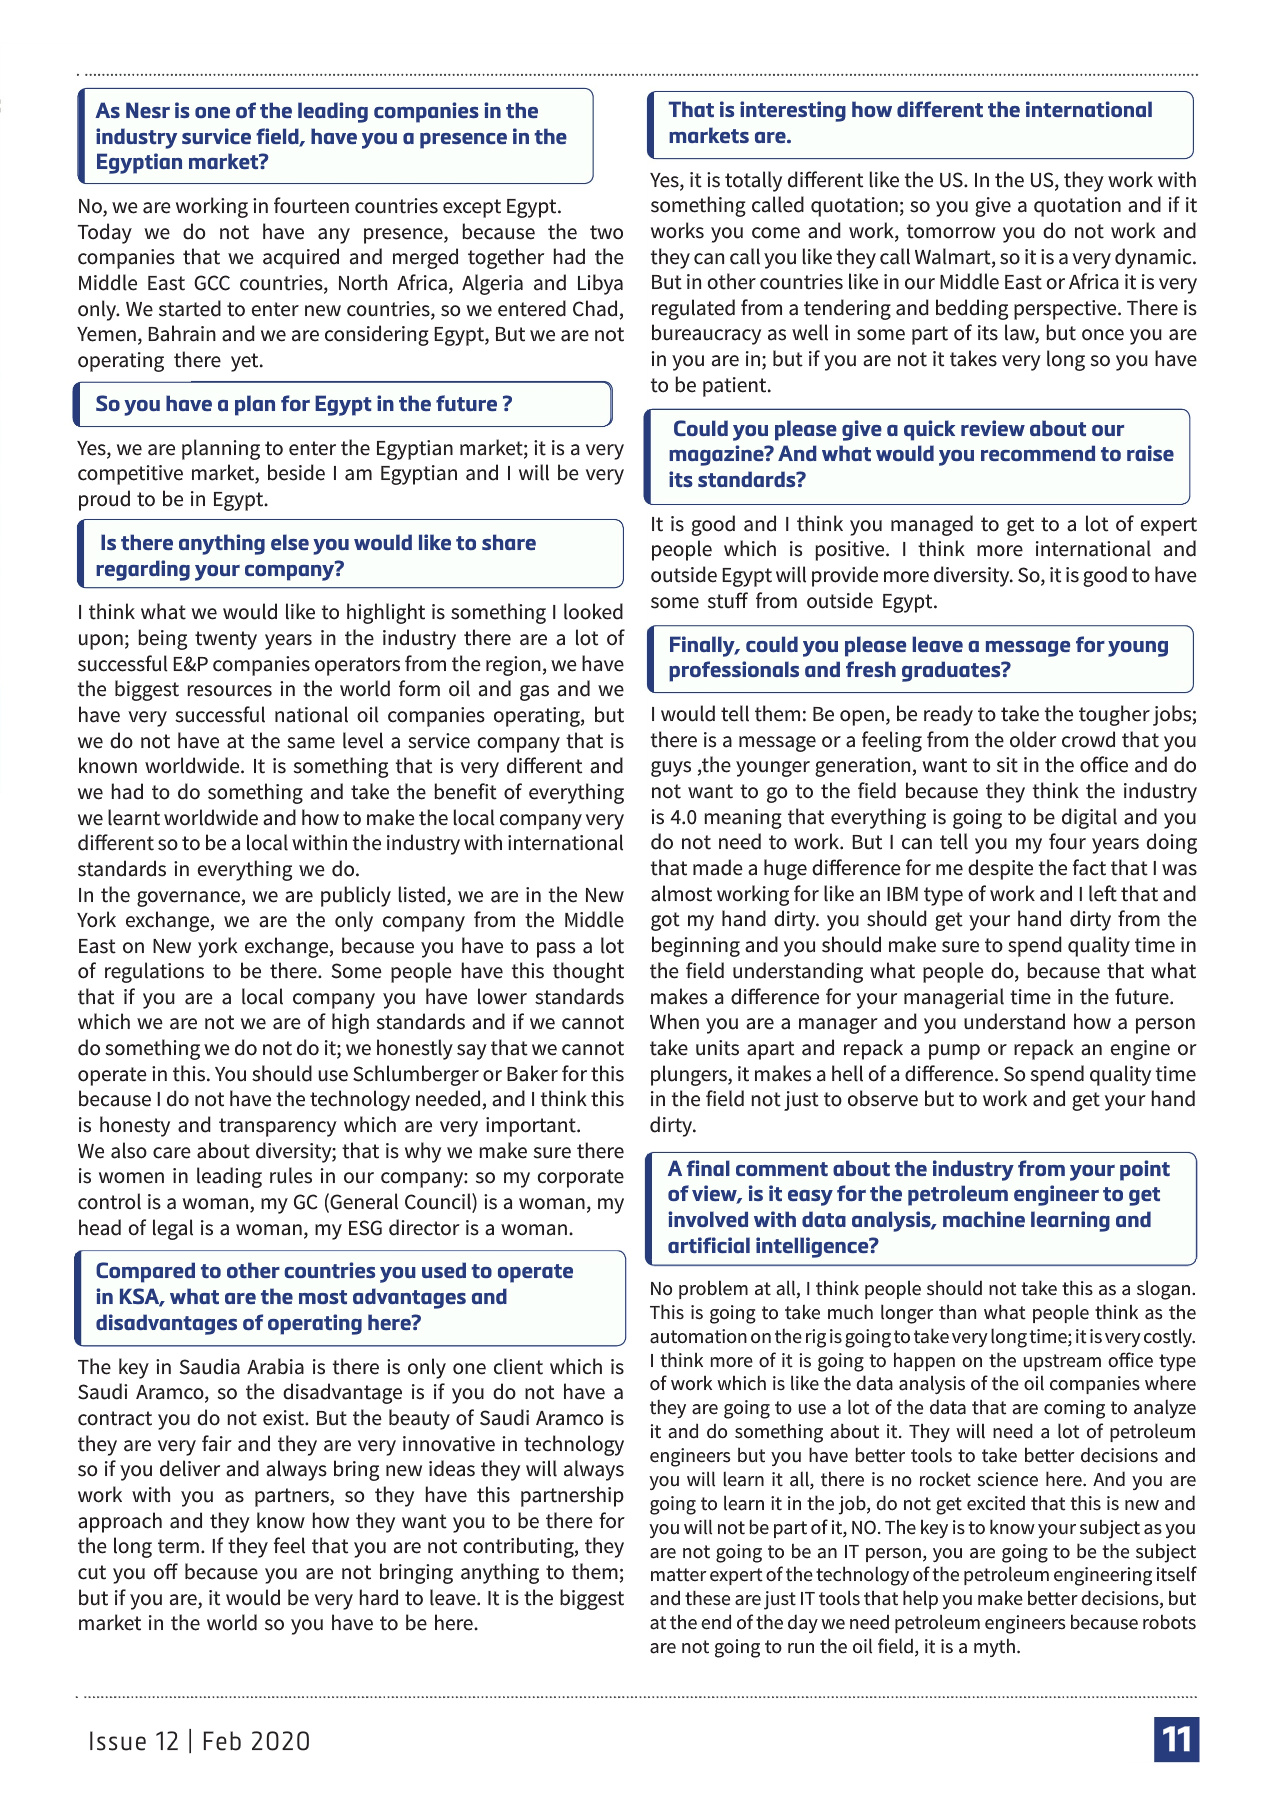 As Nesr is one of the leading companies in the
industry survice field, have you a presence in the
Egyptian market?
No, we are working in fourteen countries except Egypt.
Today we do not have any presence, because the two
companies that we acquired and merged together had the
Middle East GCC countries, North Africa, Algeria and Libya
only. We started to enter new countries, so we entered Chad,
Yemen, Bahrain and we are considering Egypt, But we are not
operating there yet.
So you have a plan for Egypt in the future ?
Yes, we are planning to enter the Egyptian market; it is a very
competitive market, beside I am Egyptian and I will be very
proud to be in Egypt.
Is there anything else you would like to share
regarding your company?
I think what we would like to highlight is something I looked
upon; being twenty years in the industry there are a lot of
successful E&P companies operators from the region, we have
the biggest resources in the world form oil and gas and we
have very successful national oil companies operating, but
we do not have at the same level a service company that is
known worldwide. It is something that is very different and
we had to do something and take the benefit of everything
we learnt worldwide and how to make the local company very
different so to be a local within the industry with international
standards in everything we do.
In the governance, we are publicly listed, we are in the New
York exchange, we are the only company from the Middle
East on New york exchange, because you have to pass a lot
of regulations to be there. Some people have this thought
that if you are a local company you have lower standards
which we are not we are of high standards and if we cannot
do something we do not do it; we honestly say that we cannot
operate in this. You should use Schlumberger or Baker for this
because I do not have the technology needed, and I think this
is honesty and transparency which are very important.
We also care about diversity; that is why we make sure there
is women in leading rules in our company: so my corporate
control is a woman, my GC (General Council) is a woman, my
head of legal is a woman, my ESG director is a woman.
Compared to other countries you used to operate
in KSA, what are the most advantages and
disadvantages of operating here?
The key in Saudia Arabia is there is only one client which is
Saudi Aramco, so the disadvantage is if you do not have a
contract you do not exist. But the beauty of Saudi Aramco is
they are very fair and they are very innovative in technology
so if you deliver and always bring new ideas they will always
work with you as partners, so they have this partnership
approach and they know how they want you to be there for
the long term. If they feel that you are not contributing, they
cut you off because you are not bringing anything to them;
but if you are, it would be very hard to leave. It is the biggest
market in the world so you have to be here.
That is interesting how different the international
markets are.
Yes, it is totally different like the US. In the US, they work with
something called quotation; so you give a quotation and if it
works you come and work, tomorrow you do not work and
they can call you like they call Walmart, so it is a very dynamic.
But in other countries like in our Middle East or Africa it is very
regulated from a tendering and bedding perspective. There is
bureaucracy as well in some part of its law, but once you are
in you are in; but if you are not it takes very long so you have
to be patient.
Could you please give a quick review about our
magazine? And what would you recommend to raise
its standards?
It is good and I think you managed to get to a lot of expert
people which is positive. I think more international and
outside Egypt will provide more diversity. So, it is good to have
some stuff from outside Egypt.
Finally, could you please leave a message for young
professionals and fresh graduates?
I would tell them: Be open, be ready to take the tougher jobs;
there is a message or a feeling from the older crowd that you
guys ,the younger generation, want to sit in the office and do
not want to go to the field because they think the industry
is 4.0 meaning that everything is going to be digital and you
do not need to work. But I can tell you my four years doing
that made a huge difference for me despite the fact that I was
almost working for like an IBM type of work and I left that and
got my hand dirty. you should get your hand dirty from the
beginning and you should make sure to spend quality time in
the field understanding what people do, because that what
makes a difference for your managerial time in the future.
When you are a manager and you understand how a person
take units apart and repack a pump or repack an engine or
plungers, it makes a hell of a difference. So spend quality time
in the field not just to observe but to work and get your hand
dirty.
A final comment about the industry from your point
of view, is it easy for the petroleum engineer to get
involved with data analysis, machine learning and
artificial intelligence?
No problem at all, I think people should not take this as a slogan.
This is going to take much longer than what people think as the
automation on the rig is going to take very long time; it is very costly.
I think more of it is going to happen on the upstream office type
of work which is like the data analysis of the oil companies where
they are going to use a lot of the data that are coming to analyze
it and do something about it. They will need a lot of petroleum
engineers but you have better tools to take better decisions and
you will learn it all, there is no rocket science here. And you are
going to learn it in the job, do not get excited that this is new and
you will not be part of it, NO. The key is to know your subject as you
are not going to be an IT person, you are going to be the subject
matter expert of the technology of the petroleum engineering itself
and these are just IT tools that help you make better decisions, but
at the end of the day we need petroleum engineers because robots
are not going to run the oil field, it is a myth.
Issue 12 | Feb 2020
11